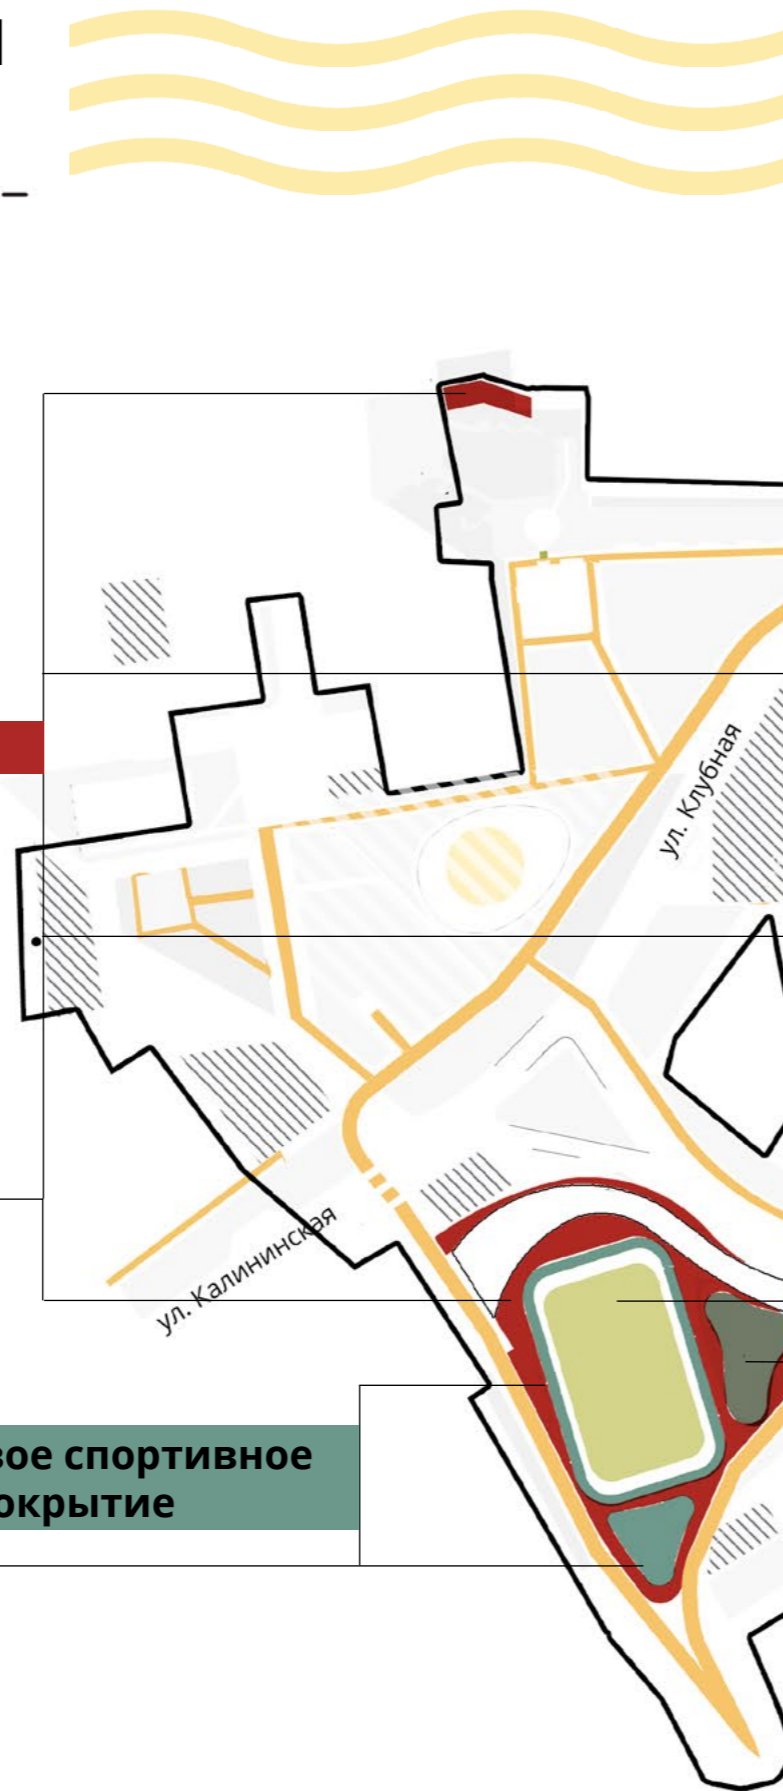 ул. Клубная
ул. Калининская
вое спортивное
окрытие